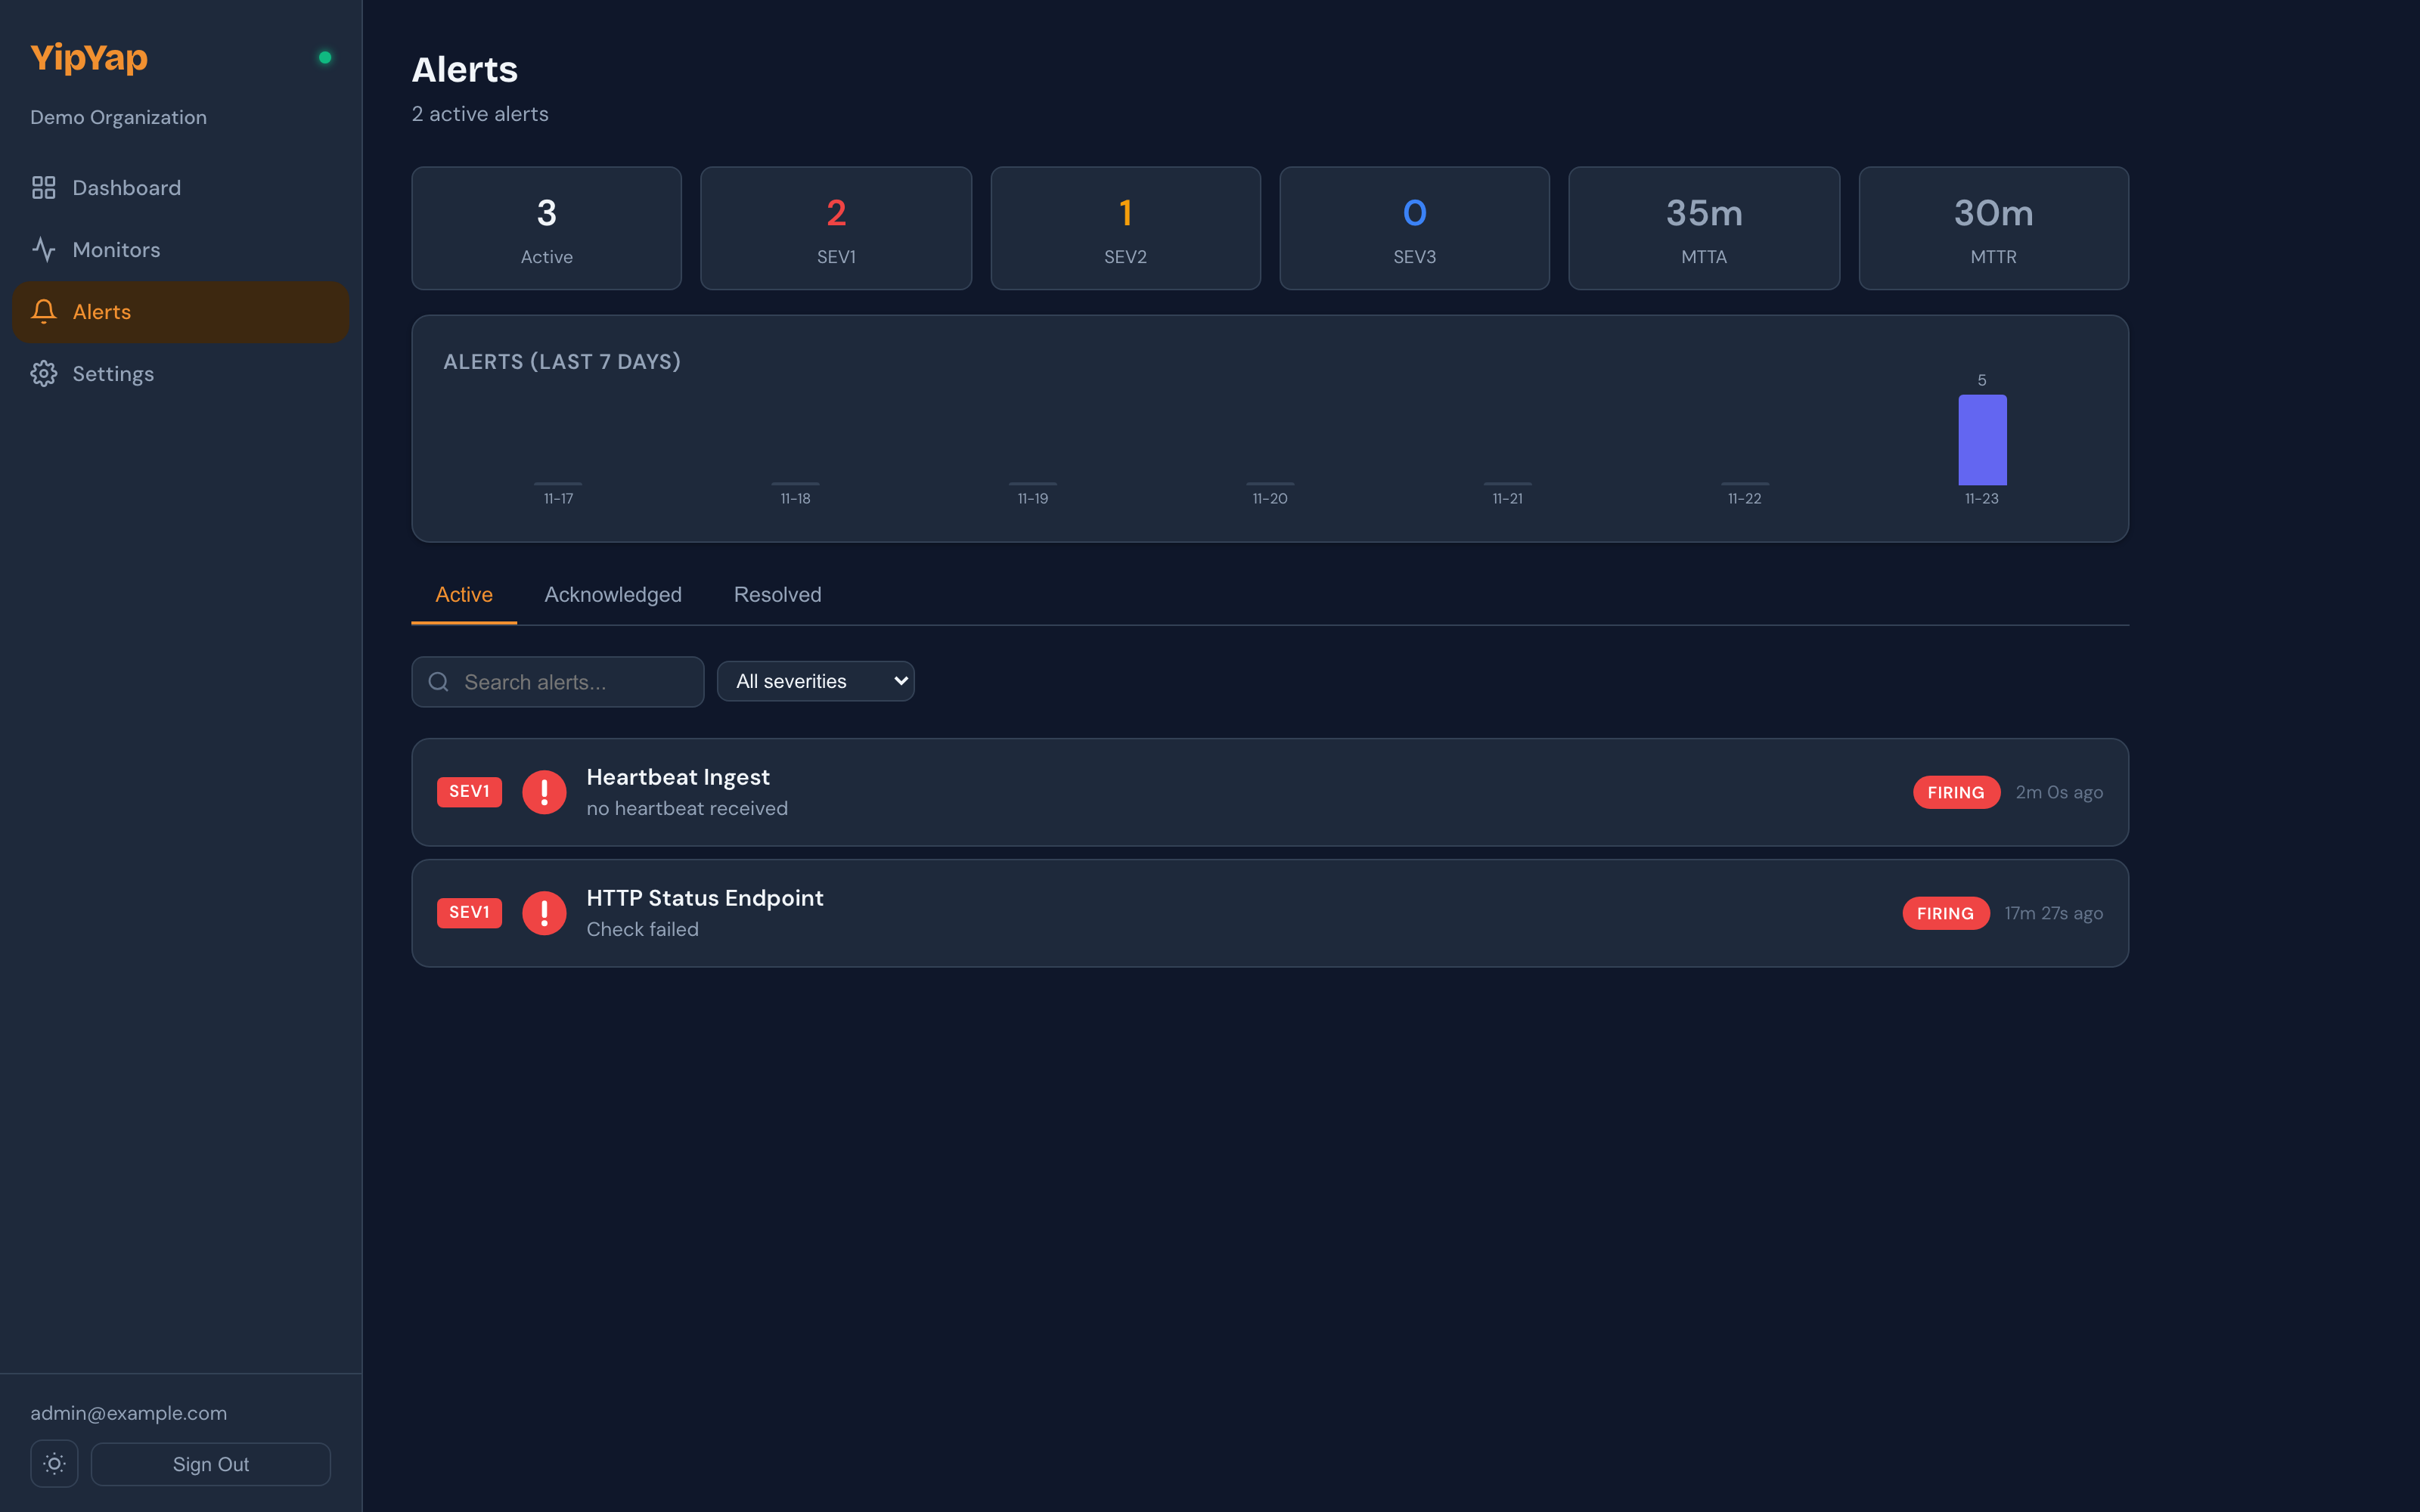 YipYap
Demo Organization
Dashboard
Monitors
Alerts
Settings
admin@example.com
Sign Out
Alerts
2 active alerts
3
Active
2
SEV1
1
SEV2
0
SEV3
35m
MTTA
30m
MTTR
ALERTS (LAST 7 DAYS)
5
11-17 11-18 11-19 11-20 11-21 11-22 11-23
Active Acknowledged Resolved
Search alerts... All severities
SEV1 Heartbeat Ingest
no heartbeat received
FIRING 2m 0s ago
SEV1 HTTP Status Endpoint
Check failed
FIRING 17m 27s ago